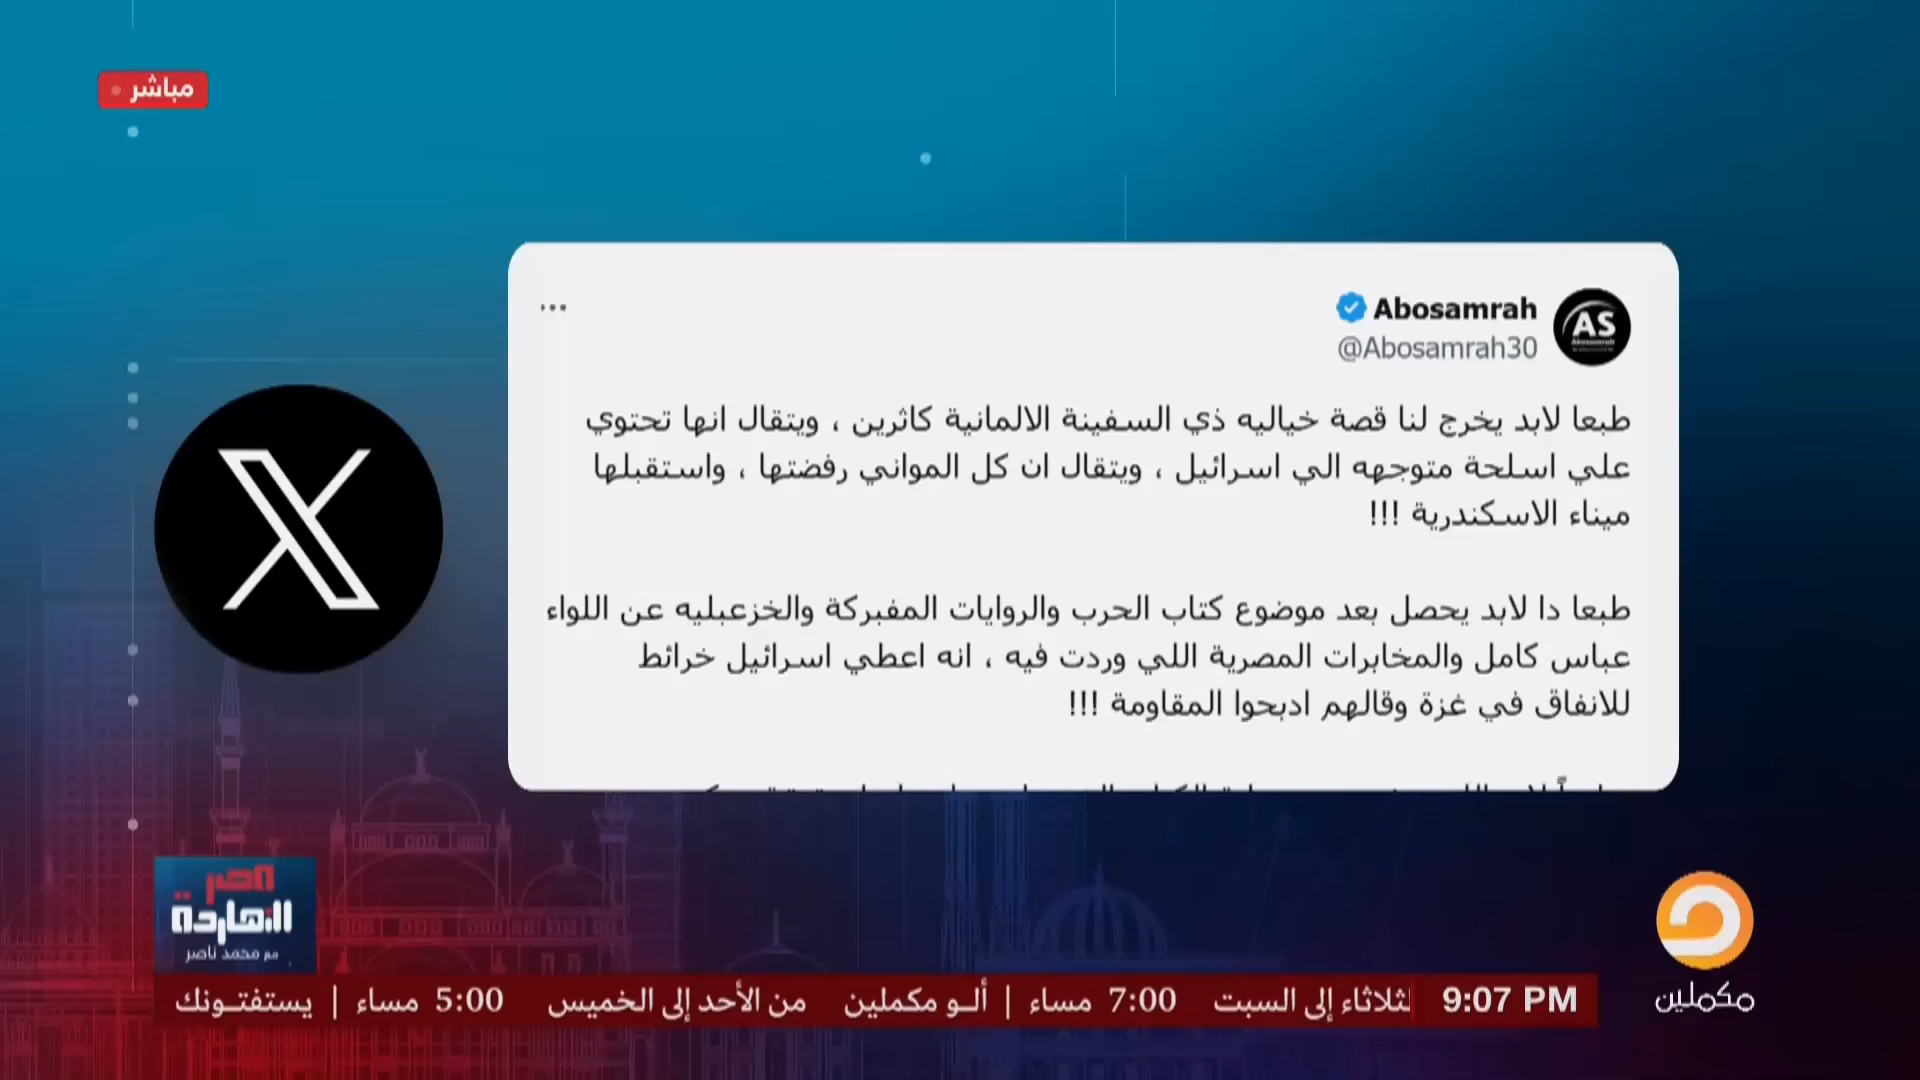 مباشر
Abosamrah
@Abosamrah30
AS
طبعا لابد يخرج لنا قصة خياليه ذي السفينة الالمانية كاثرين ، ويتقال انها تحتوي
علي اسلحة متوجهه الي اسرائيل ، ويتقال ان كل المواني رفضتها ، واستقبلها
ميناء الاسكندرية !!!
طبعا دا لابد يحصل بعد موضوع كتاب الحرب والروايات المفبركة والخزعبليه عن اللواء
عباس كامل والمخابرات المصرية اللي وردت فيه ، انه اعطي اسرائيل خرائط
للانفاق في غزة وقالهم ادبحوا المقاومة !!!
مصر
النهاردة
مع محمد ناصر
9:07 PM
لثلاثاء إلى السبت 7:00 مساء | ألـو مكملين من الأحد إلى الخميس 5:00 مساء | يستفتـونك
مكملين